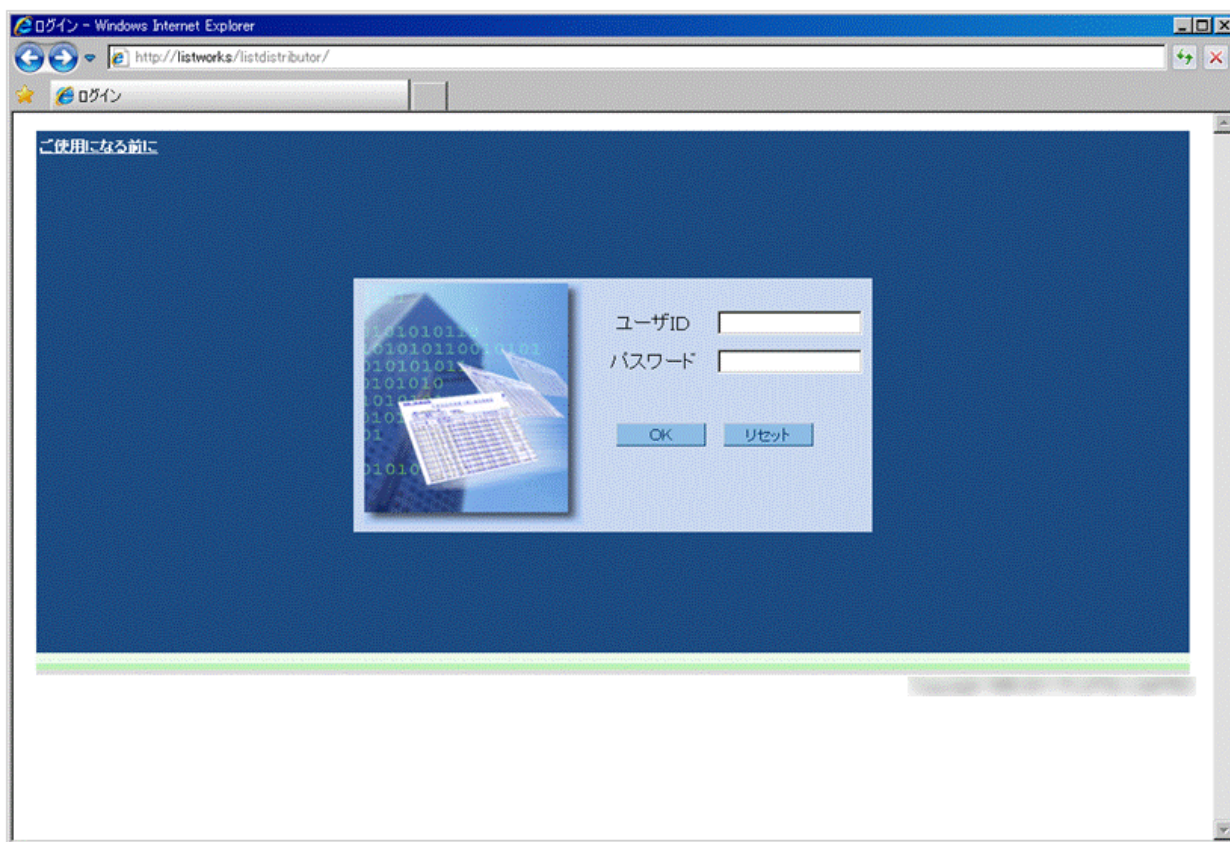 ログイン - Windows Internet Explorer
http://listworks/listdistributor/
ログイン
ご使用になる前に
ユーザID
パスワード
OK リセット